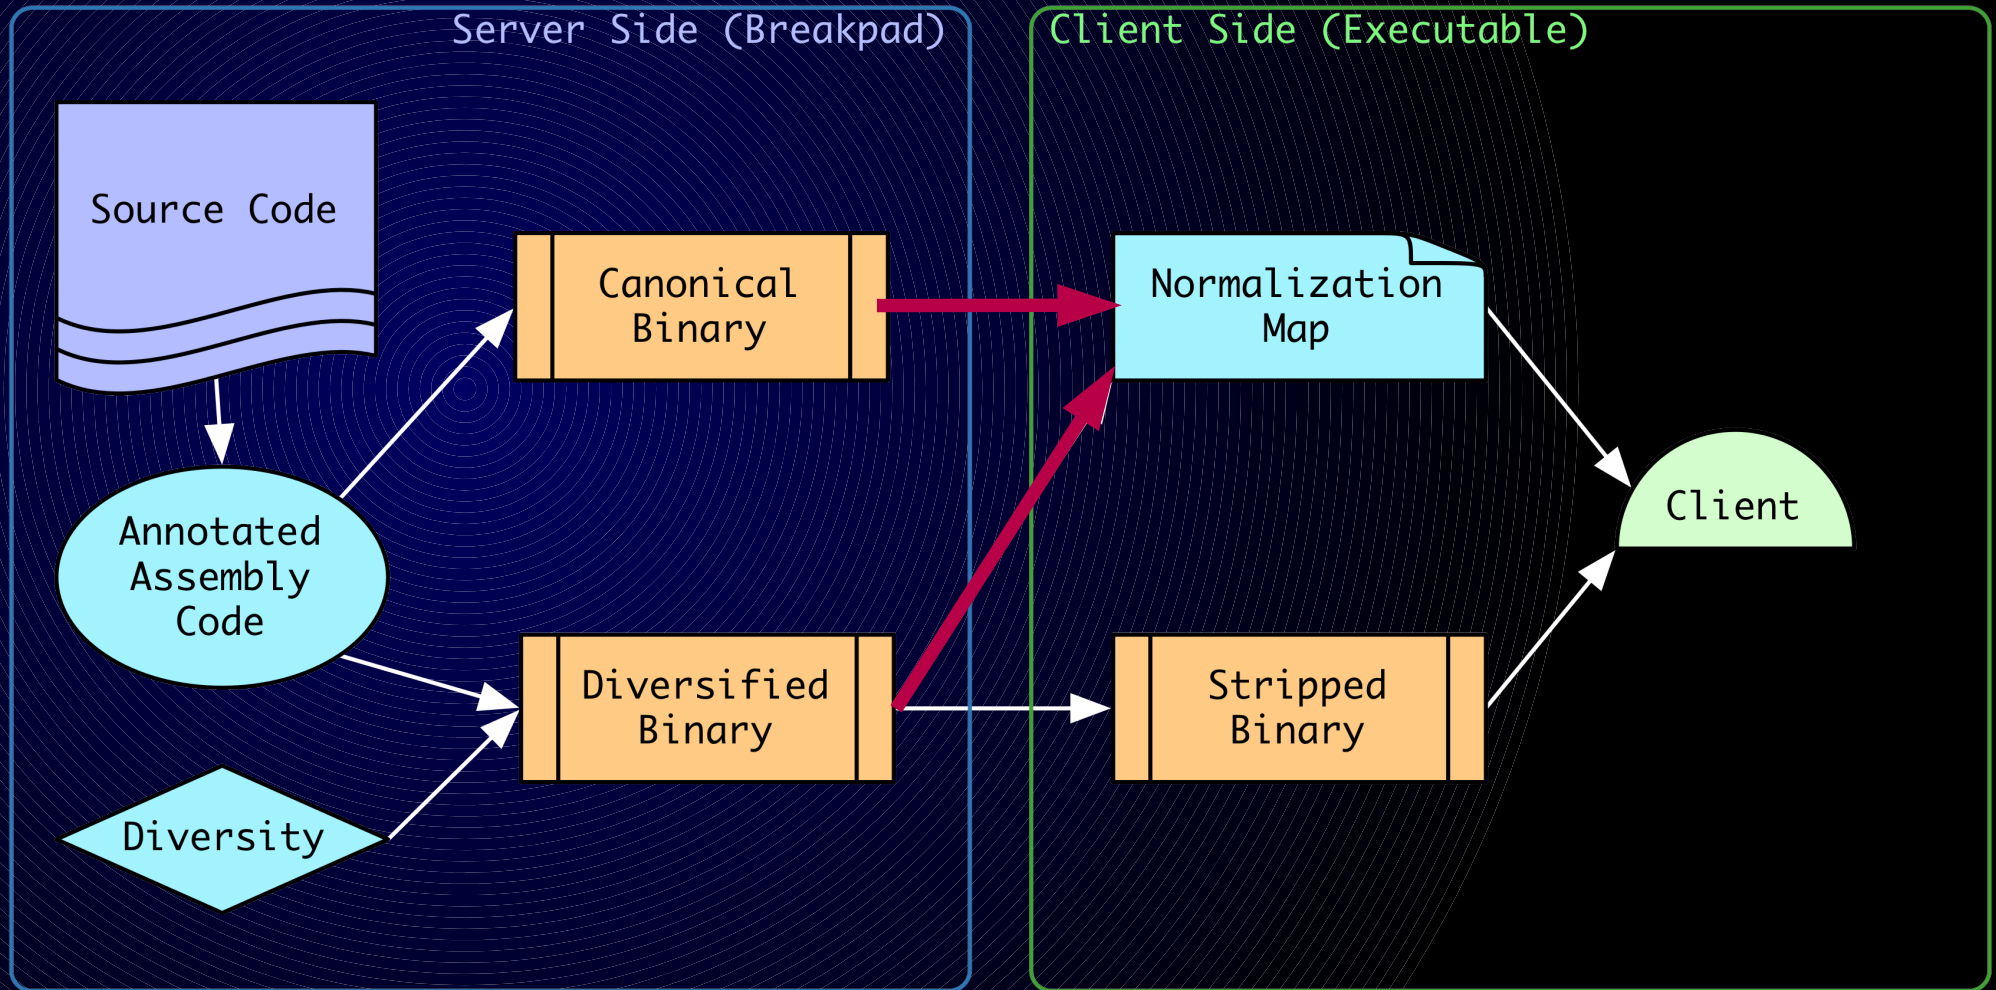 Server Side (Breakpad)
Client Side (Executable)
Source Code
Canonical
Binary
Normalization
Map
Annotated
Assembly
Code
Client
Diversified
Binary
Stripped
Binary
Diversity